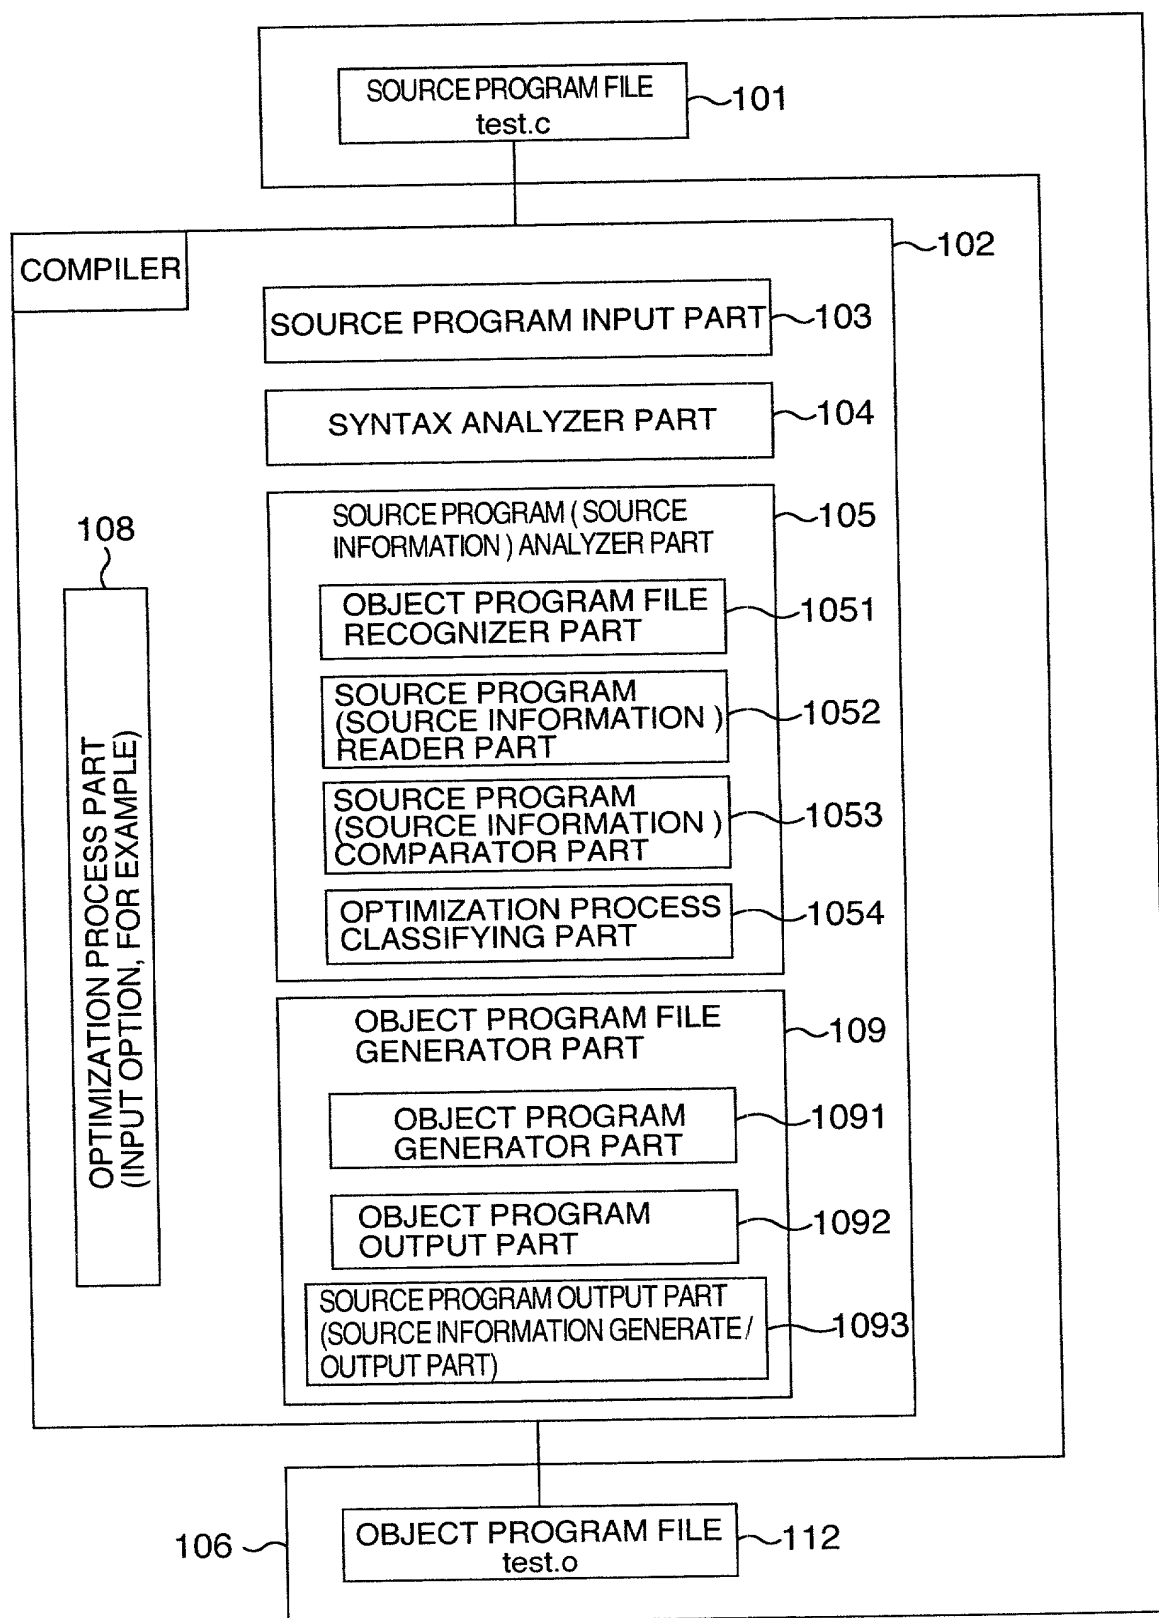 SOURCE PROGRAM FILE
test.c
101
COMPILER
102
SOURCE PROGRAM INPUT PART
103
SYNTAX ANALYZER PART
104
SOURCE PROGRAM ( SOURCE
INFORMATION ) ANALYZER PART
105
108
OPTIMIZATION PROCESS PART
(INPUT OPTION, FOR EXAMPLE)
OBJECT PROGRAM FILE
RECOGNIZER PART
1051
SOURCE PROGRAM
(SOURCE INFORMATION )
READER PART
1052
SOURCE PROGRAM
(SOURCE INFORMATION )
COMPARATOR PART
1053
OPTIMIZATION PROCESS
CLASSIFYING PART
1054
OBJECT PROGRAM FILE
GENERATOR PART
109
OBJECT PROGRAM
GENERATOR PART
1091
OBJECT PROGRAM
OUTPUT PART
1092
SOURCE PROGRAM OUTPUT PART
(SOURCE INFORMATION GENERATE /
OUTPUT PART)
1093
106
OBJECT PROGRAM FILE
test.o
112